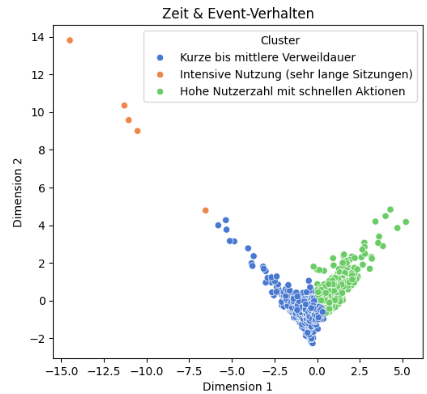 Zeit & Event-Verhalten
Cluster
Kurze bis mittlere Verweildauer
Intensive Nutzung (sehr lange Sitzungen)
Hohe Nutzerzahl mit schnellen Aktionen
Dimension 2
14
12
10
8
6
4
2
0
−2
−15.0 −12.5 −10.0 −7.5 −5.0 −2.5 0.0 2.5 5.0
Dimension 1